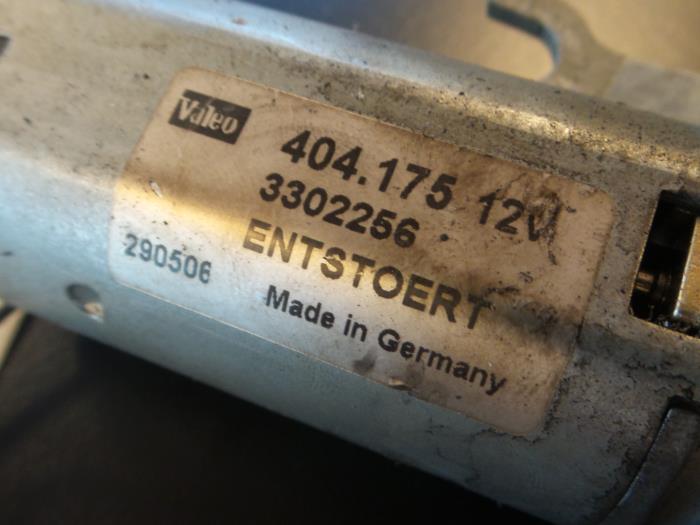 Valeo
404.175 12V
3302256
ENTSTOERT
290506
Made in Germany